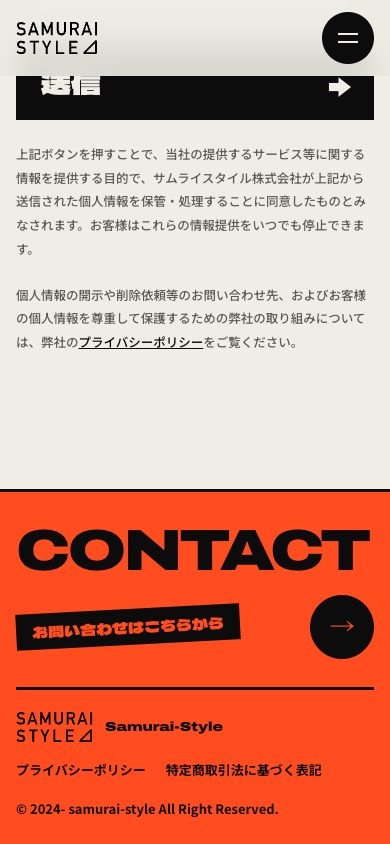 SAMURAI
STYLE
送信
上記ボタンを押すことで、当社の提供するサービス等に関する
情報を提供する目的で、サムライスタイル株式会社が上記から
送信された個人情報を保管・処理することに同意したものとみ
なされます。お客様はこれらの情報提供をいつでも停止できま
す。
個人情報の開示や削除依頼等のお問い合わせ先、およびお客様
の個人情報を尊重して保護するための弊社の取り組みについて
は、弊社のプライバシーポリシーをご覧ください。
CONTACT
お問い合わせはこちらから
SAMURAI
STYLE
Samurai-Style
プライバシーポリシー 特定商取引法に基づく表記
© 2024- samurai-style All Right Reserved.